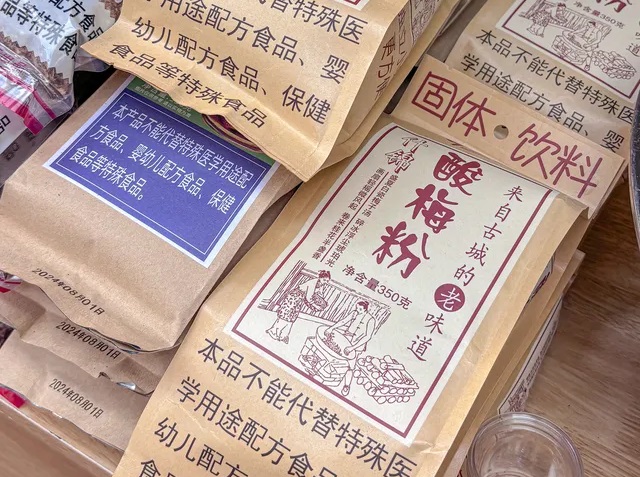 学用途配方食品、婴
幼儿配方食品、保健
食品等特殊食品
学用途特殊医
本品不能代替特殊医
学用途配方食品、婴
净含量350克
本产品不能代替特殊医学用途配
方食品、婴幼儿配方食品、保健
食品等特殊食品。
2024年08月01日
2024年08月01日
2024年08月01日
固体饮料
酸梅粉
来自古城的老味道
净含量350克
本品不能代替特殊医
学用途配方食品、婴
幼儿配方食品、保